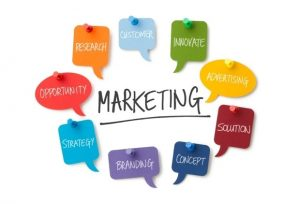 CUSTOMER
RESEARCH
INNOVATE
OPPORTUNITY
ADVERTISING
MARKETING
STRATEGY
SOLUTION
BRANDING
CONCEPT